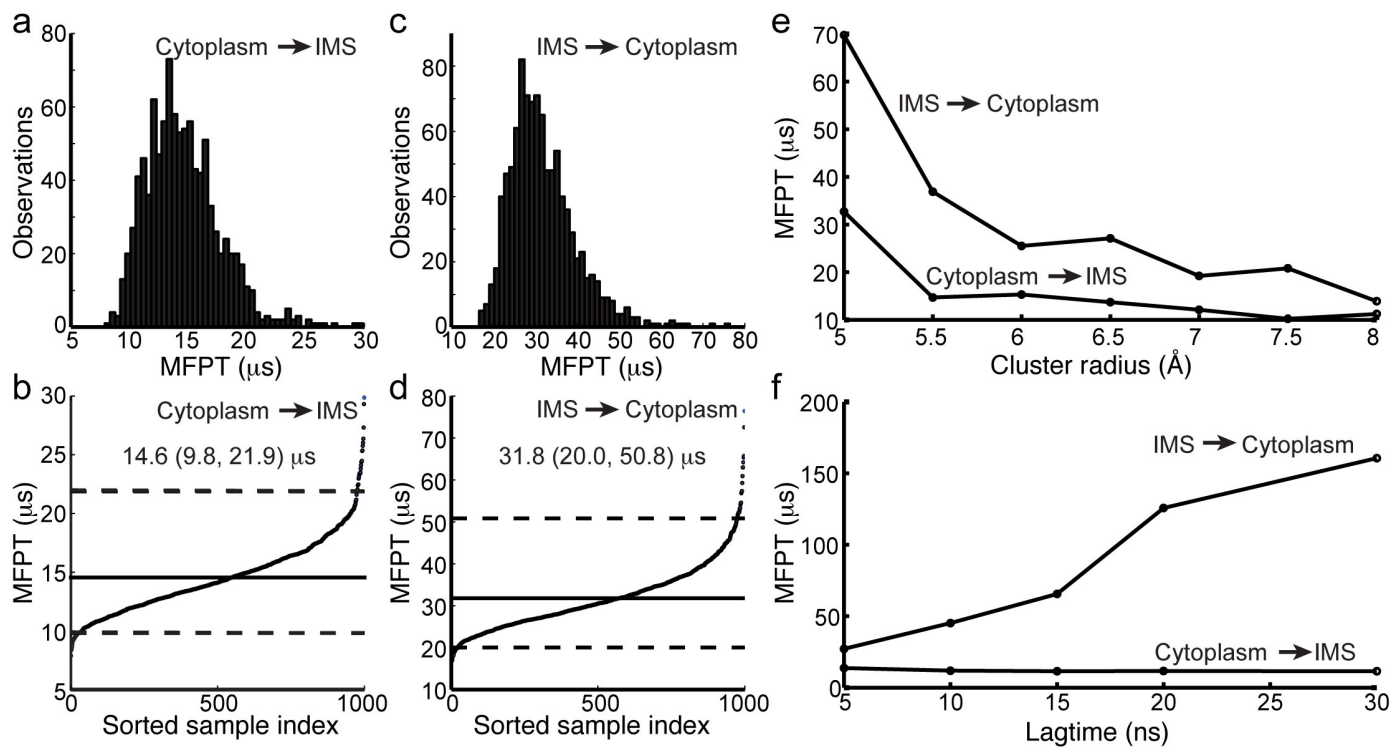 a
Cytoplasm → IMS
80
60
40
20
0
Observations
5 10 15 20 25 30
MFPT (μs)
c
IMS → Cytoplasm
80
60
40
20
0
Observations
10 20 30 40 50 60 70 80
MFPT (μs)
e
70
60
50
40
30
20
10
MFPT (μs)
IMS → Cytoplasm
Cytoplasm → IMS
5 5.5 6 6.5 7 7.5 8
Cluster radius (Å)
b
Cytoplasm → IMS
14.6 (9.8, 21.9) μs
30
25
20
15
10
5
MFPT (μs)
0 500 1000
Sorted sample index
d
IMS → Cytoplasm
31.8 (20.0, 50.8) μs
80
70
60
50
40
30
20
10
MFPT (μs)
0 500 1000
Sorted sample index
f
200
150
100
50
0
MFPT (μs)
IMS → Cytoplasm
Cytoplasm → IMS
5 10 15 20 25 30
Lagtime (ns)